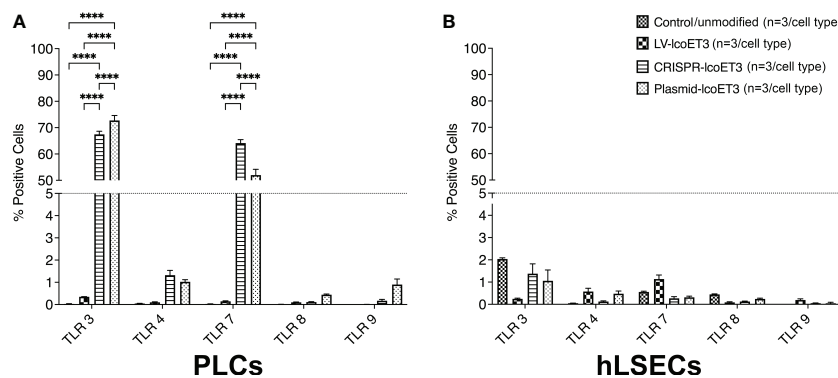 A
****
****
****
****
****
****
****
****
****
****
% Positive Cells
100
90
80
70
60
50
5
4
3
2
1
0
TLR 3
TLR 4
TLR 7
TLR 8
TLR 9
PLCs
B
Control/unmodified (n=3/cell type
LV-lcoET3 (n=3/cell type)
CRISPR-lcoET3 (n=3/cell type)
Plasmid-lcoET3 (n=3/cell type)
% Positive Cells
100
90
80
70
60
50
5
4
3
2
1
0
TLR 3
TLR 4
TLR 7
TLR 8
TLR 9
hLSECs